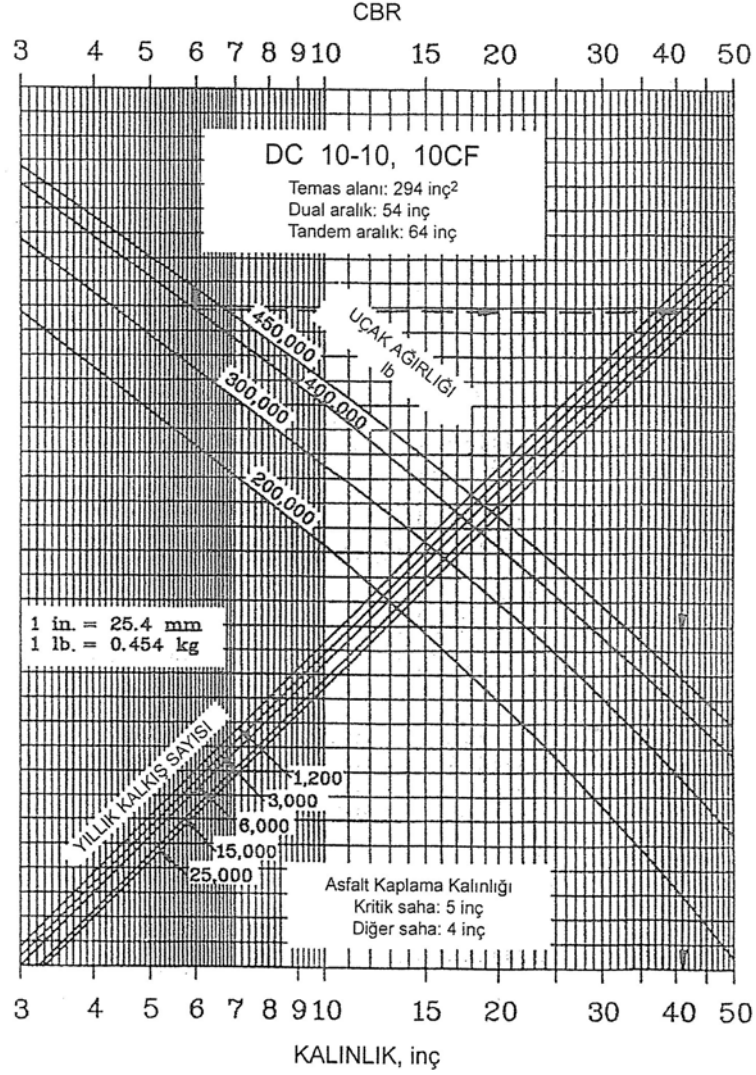 CBR
3 4 5 6 7 8 9 10 15 20 30 40 50
DC 10-10, 10CF
Temas alanı: 294 inç²
Dual aralık: 54 inç
Tandem aralık: 64 inç
UÇAK AĞIRLIĞI
lb
450,000
400,000
300,000
200,000
1 in. = 25.4 mm
1 lb. = 0.454 kg
YILLIK KALKIŞ SAYISI
1,200
3,000
6,000
15,000
25,000
Asfalt Kaplama Kalınlığı
Kritik saha: 5 inç
Diğer saha: 4 inç
3 4 5 6 7 8 9 10 15 20 30 40 50
KALINLIK, inç